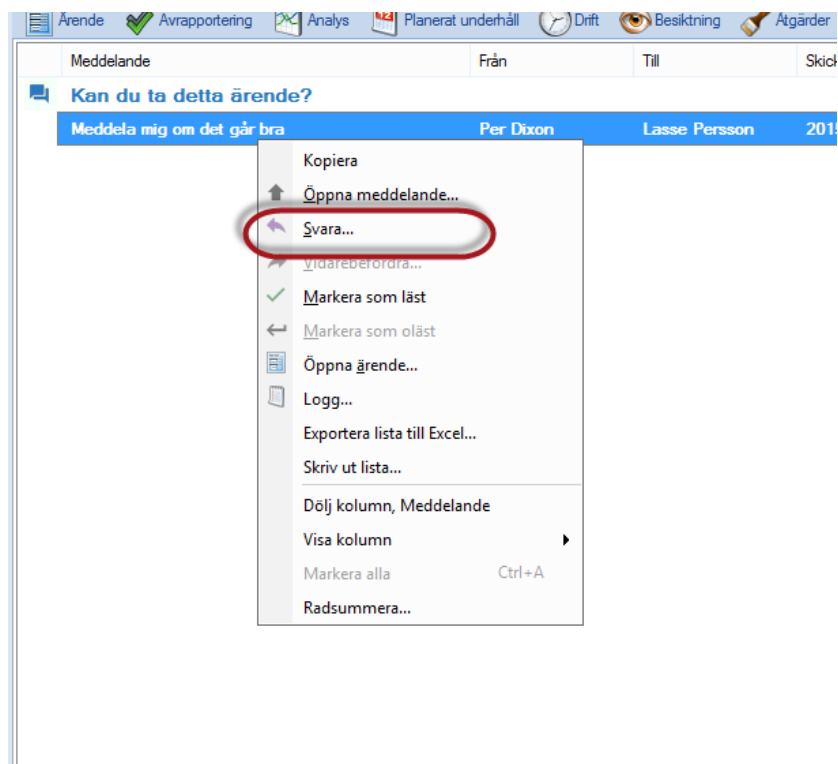 Ärende Avrapportering Analys 12 Planerat underhåll Drift Besiktning Åtgärder
Meddelande Från Till
Kan du ta detta ärende?
Meddela mig om det går bra Per Dixon Lasse Persson
Kopiera
Öppna meddelande...
Svara...
Vidarebefordra...
Markera som läst
Markera som oläst
Öppna ärende...
Logg...
Exportera lista till Excel...
Skriv ut lista...
Dölj kolumn, Meddelande
Visa kolumn
Markera alla Ctrl+A
Radsummera...